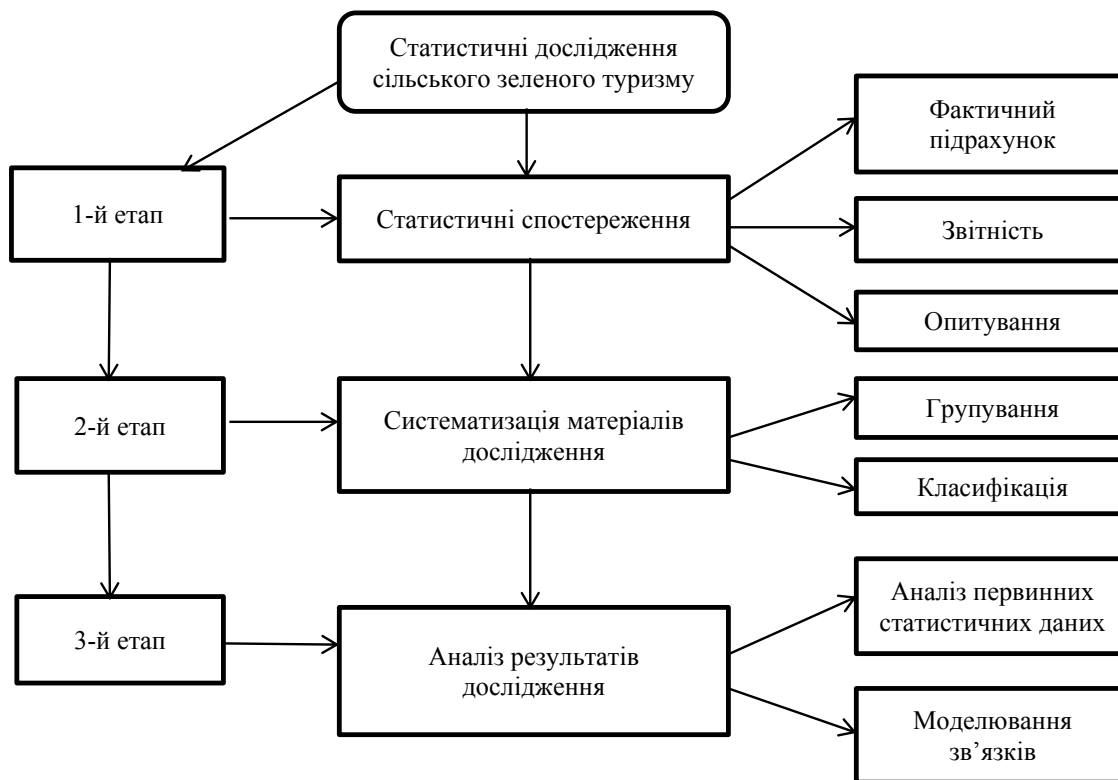 Статистичні дослідження
сільського зеленого туризму
Фактичний
підрахунок
1-й етап
Статистичні спостереження
Звітність
Опитування
2-й етап
Систематизація матеріалів
дослідження
Групування
Класифікація
3-й етап
Аналіз результатів
дослідження
Аналіз первинних
статистичних даних
Моделювання
зв’язків